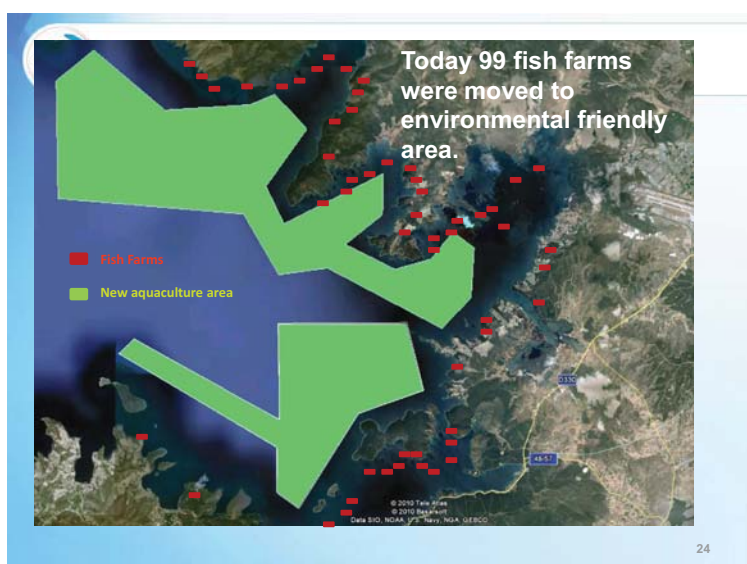 Today 99 fish farms
were moved to
environmental friendly
area.
Fish Farms
New aquaculture area
D330
48-57
© 2010 Tele Atlas
© 2010 Basarsoft
Data SIO, NOAA, U.S. Navy, NGA, GEBCO
24